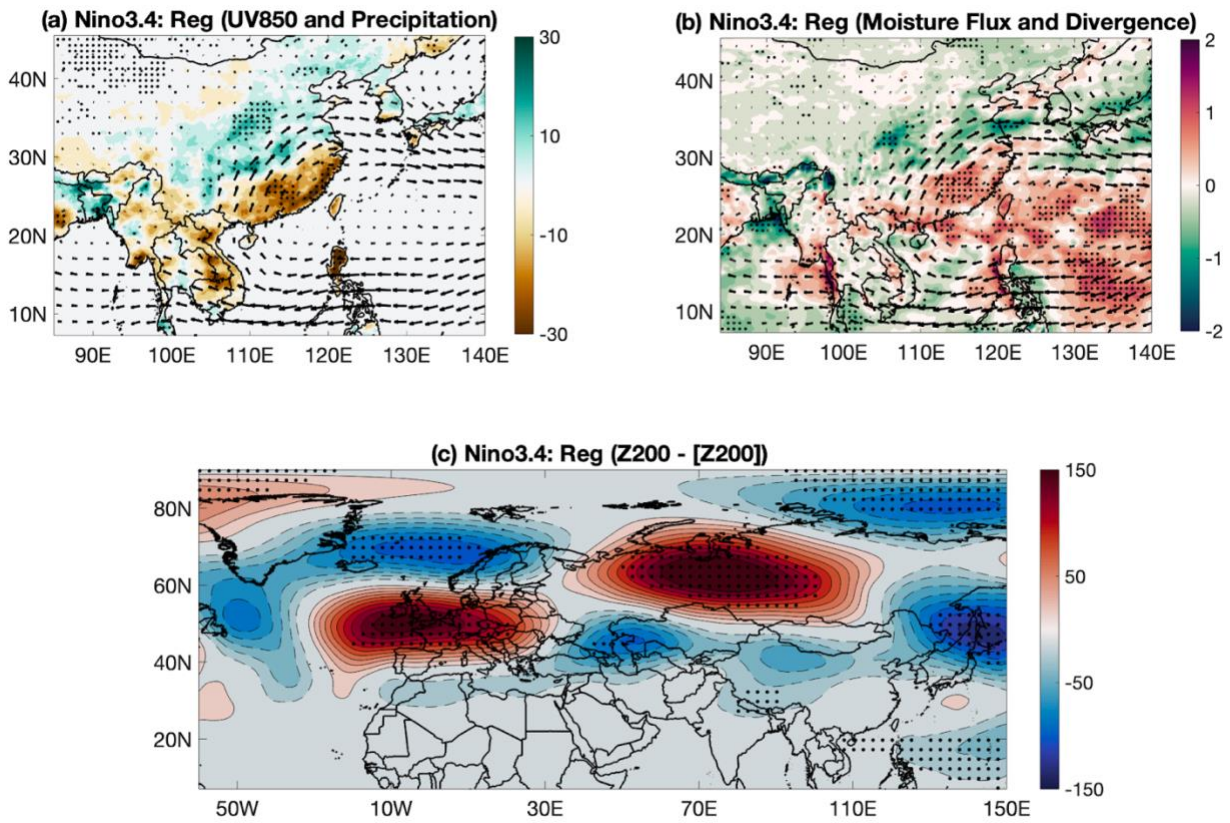 (a) Nino3.4: Reg (UV850 and Precipitation)
30
10
-10
-30
40N
30N
20N
10N
90E 100E 110E 120E 130E 140E
(b) Nino3.4: Reg (Moisture Flux and Divergence)
2
1
0
-1
-2
40N
30N
20N
10N
90E 100E 110E 120E 130E 140E
(c) Nino3.4: Reg (Z200 - [Z200])
150
50
-50
-150
80N
60N
40N
20N
50W 10W 30E 70E 110E 150E